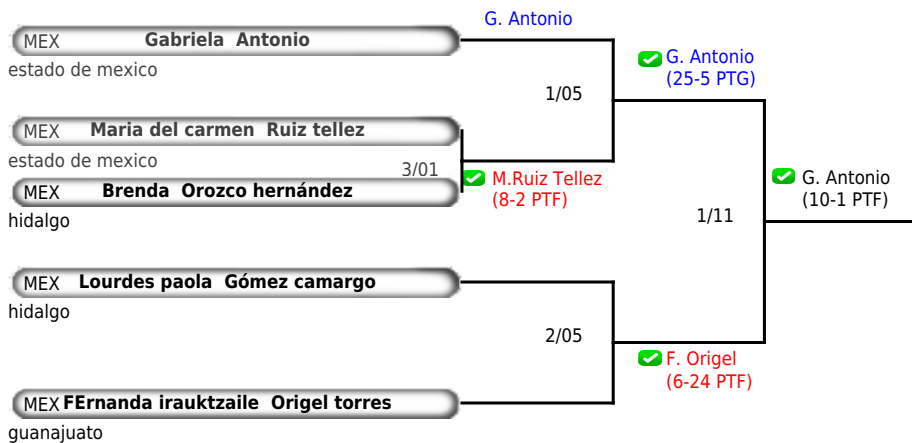 G. Antonio
MEX Gabriela Antonio
estado de mexico
G. Antonio
(25-5 PTG)
1/05
MEX Maria del carmen Ruiz tellez
estado de mexico
3/01
M.Ruiz Tellez
(8-2 PTF)
MEX Brenda Orozco hernández
hidalgo
G. Antonio
(10-1 PTF)
1/11
MEX Lourdes paola Gómez camargo
hidalgo
2/05
F. Origel
(6-24 PTF)
MEX FErnanda irauktzaile Origel torres
guanajuato